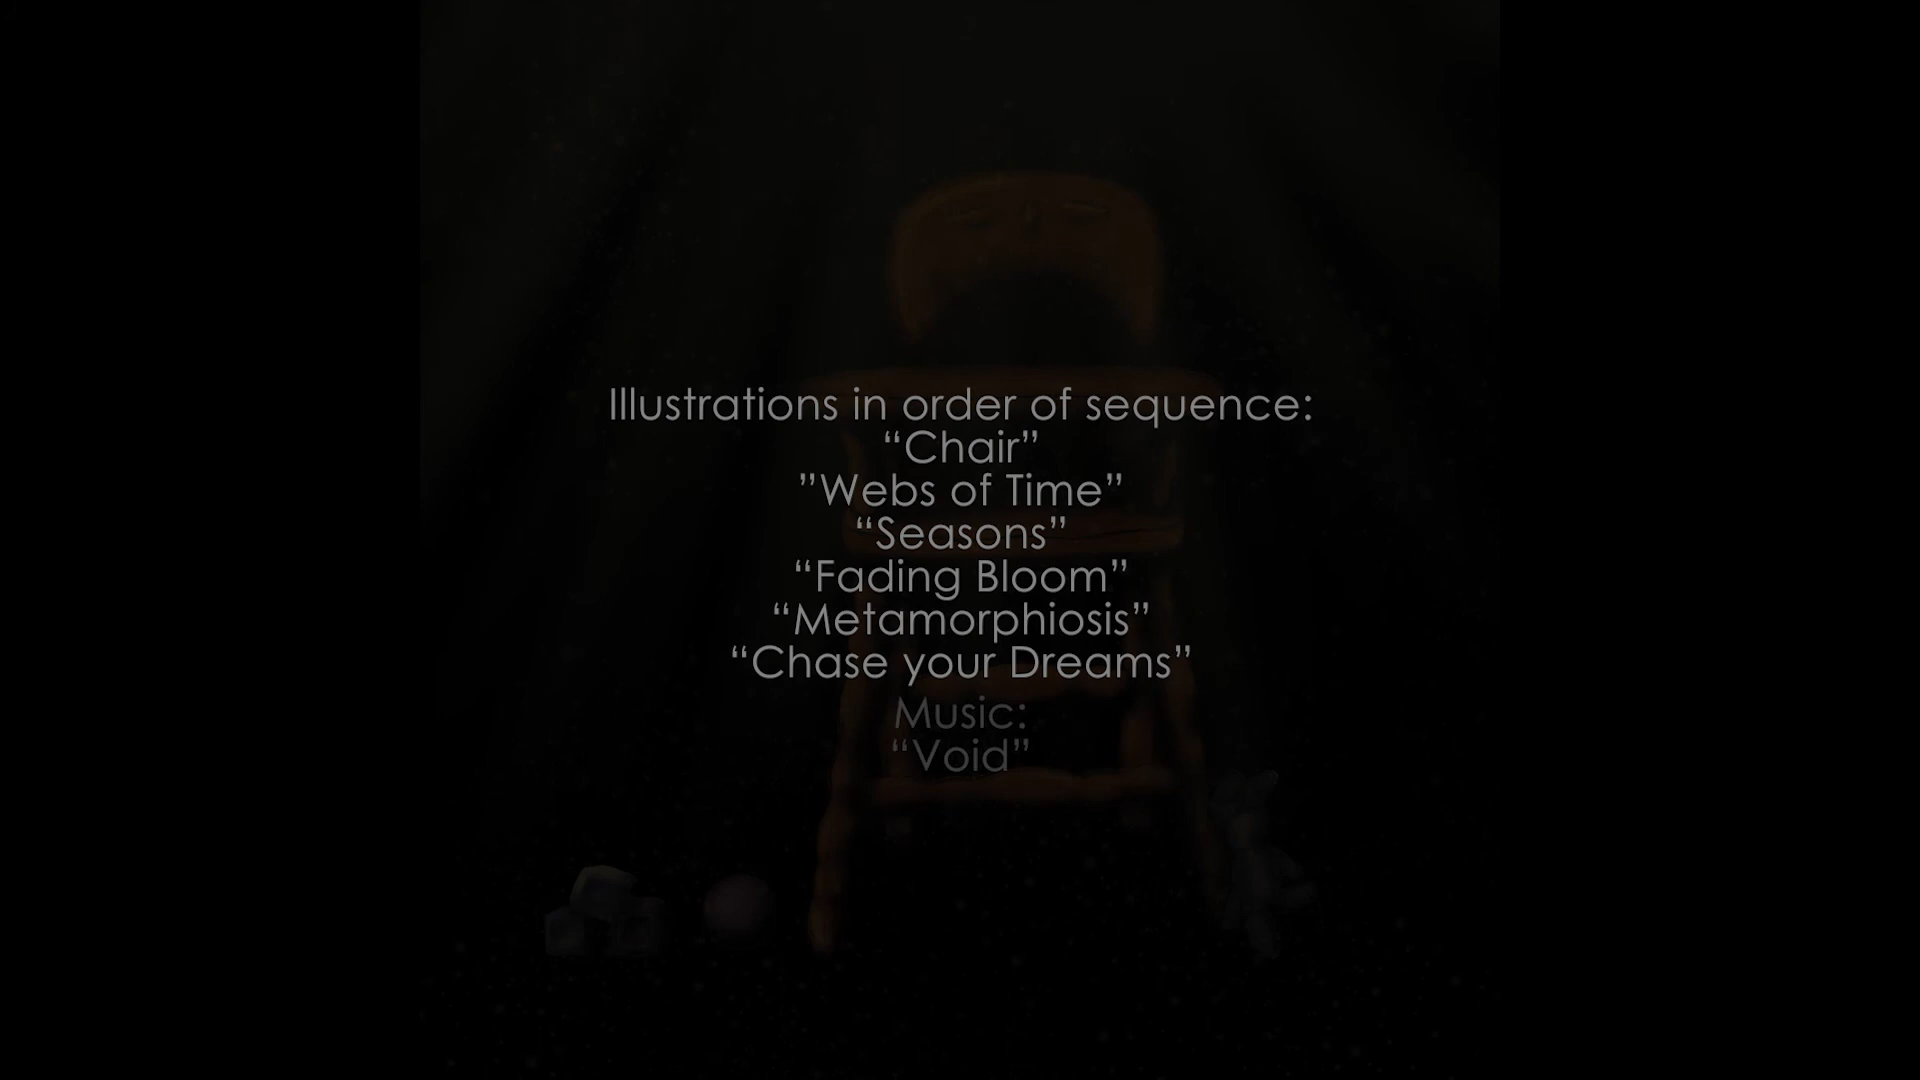 Illustrations in order of sequence:
“Chair”
”Webs of Time”
“Seasons”
“Fading Bloom”
“Metamorphiosis”
“Chase your Dreams”
Music:
“Void”